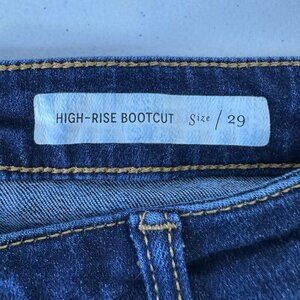 HIGH-RISE BOOTCUT Size / 29